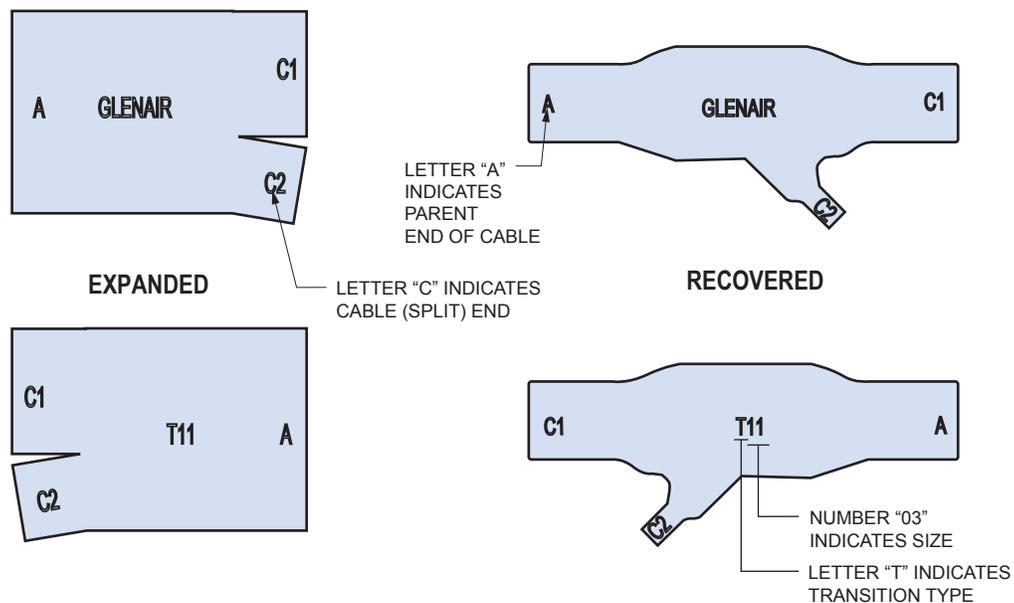 C1
A GLENAIR
C2
A GLENAIR C1
C2
LETTER “A”
INDICATES
PARENT
END OF CABLE
EXPANDED
LETTER “C” INDICATES
CABLE (SPLIT) END
RECOVERED
C1
T11 A
C2
C1 T11 A
C2
NUMBER “03”
INDICATES SIZE
LETTER “T” INDICATES
TRANSITION TYPE